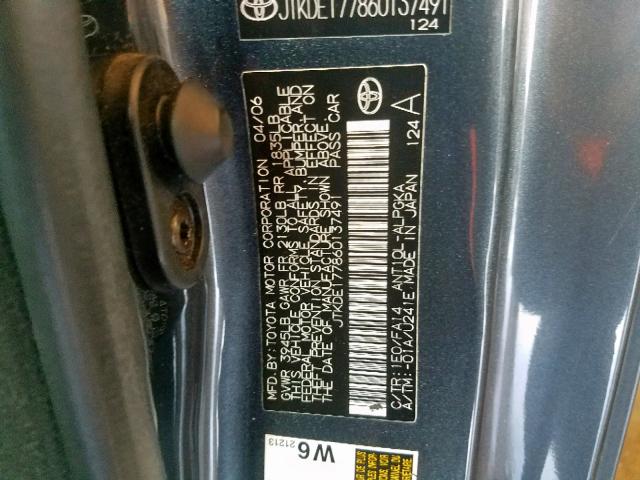 JTKDE177860137491
124
MFD. BY: TOYOTA MOTOR CORPORATION 04/06
GVWR 3945LB GAWR FR 2130LB RR 1835LB
THIS VEHICLE CONFORMS TO ALL APPLICABLE
FEDERAL MOTOR VEHICLE SAFETY, BUMPER, AND
THEFT PREVENTION STANDARDS IN EFFECT ON
THE DATE OF MANUFACTURE SHOWN ABOVE.
JTKDE177860137491 PASS CAR
C/TR: 1E0/FA14 ANT10L-ALPGKA
A/TM: -01A/U241E MADE IN JAPAN 124 A
W6
21213